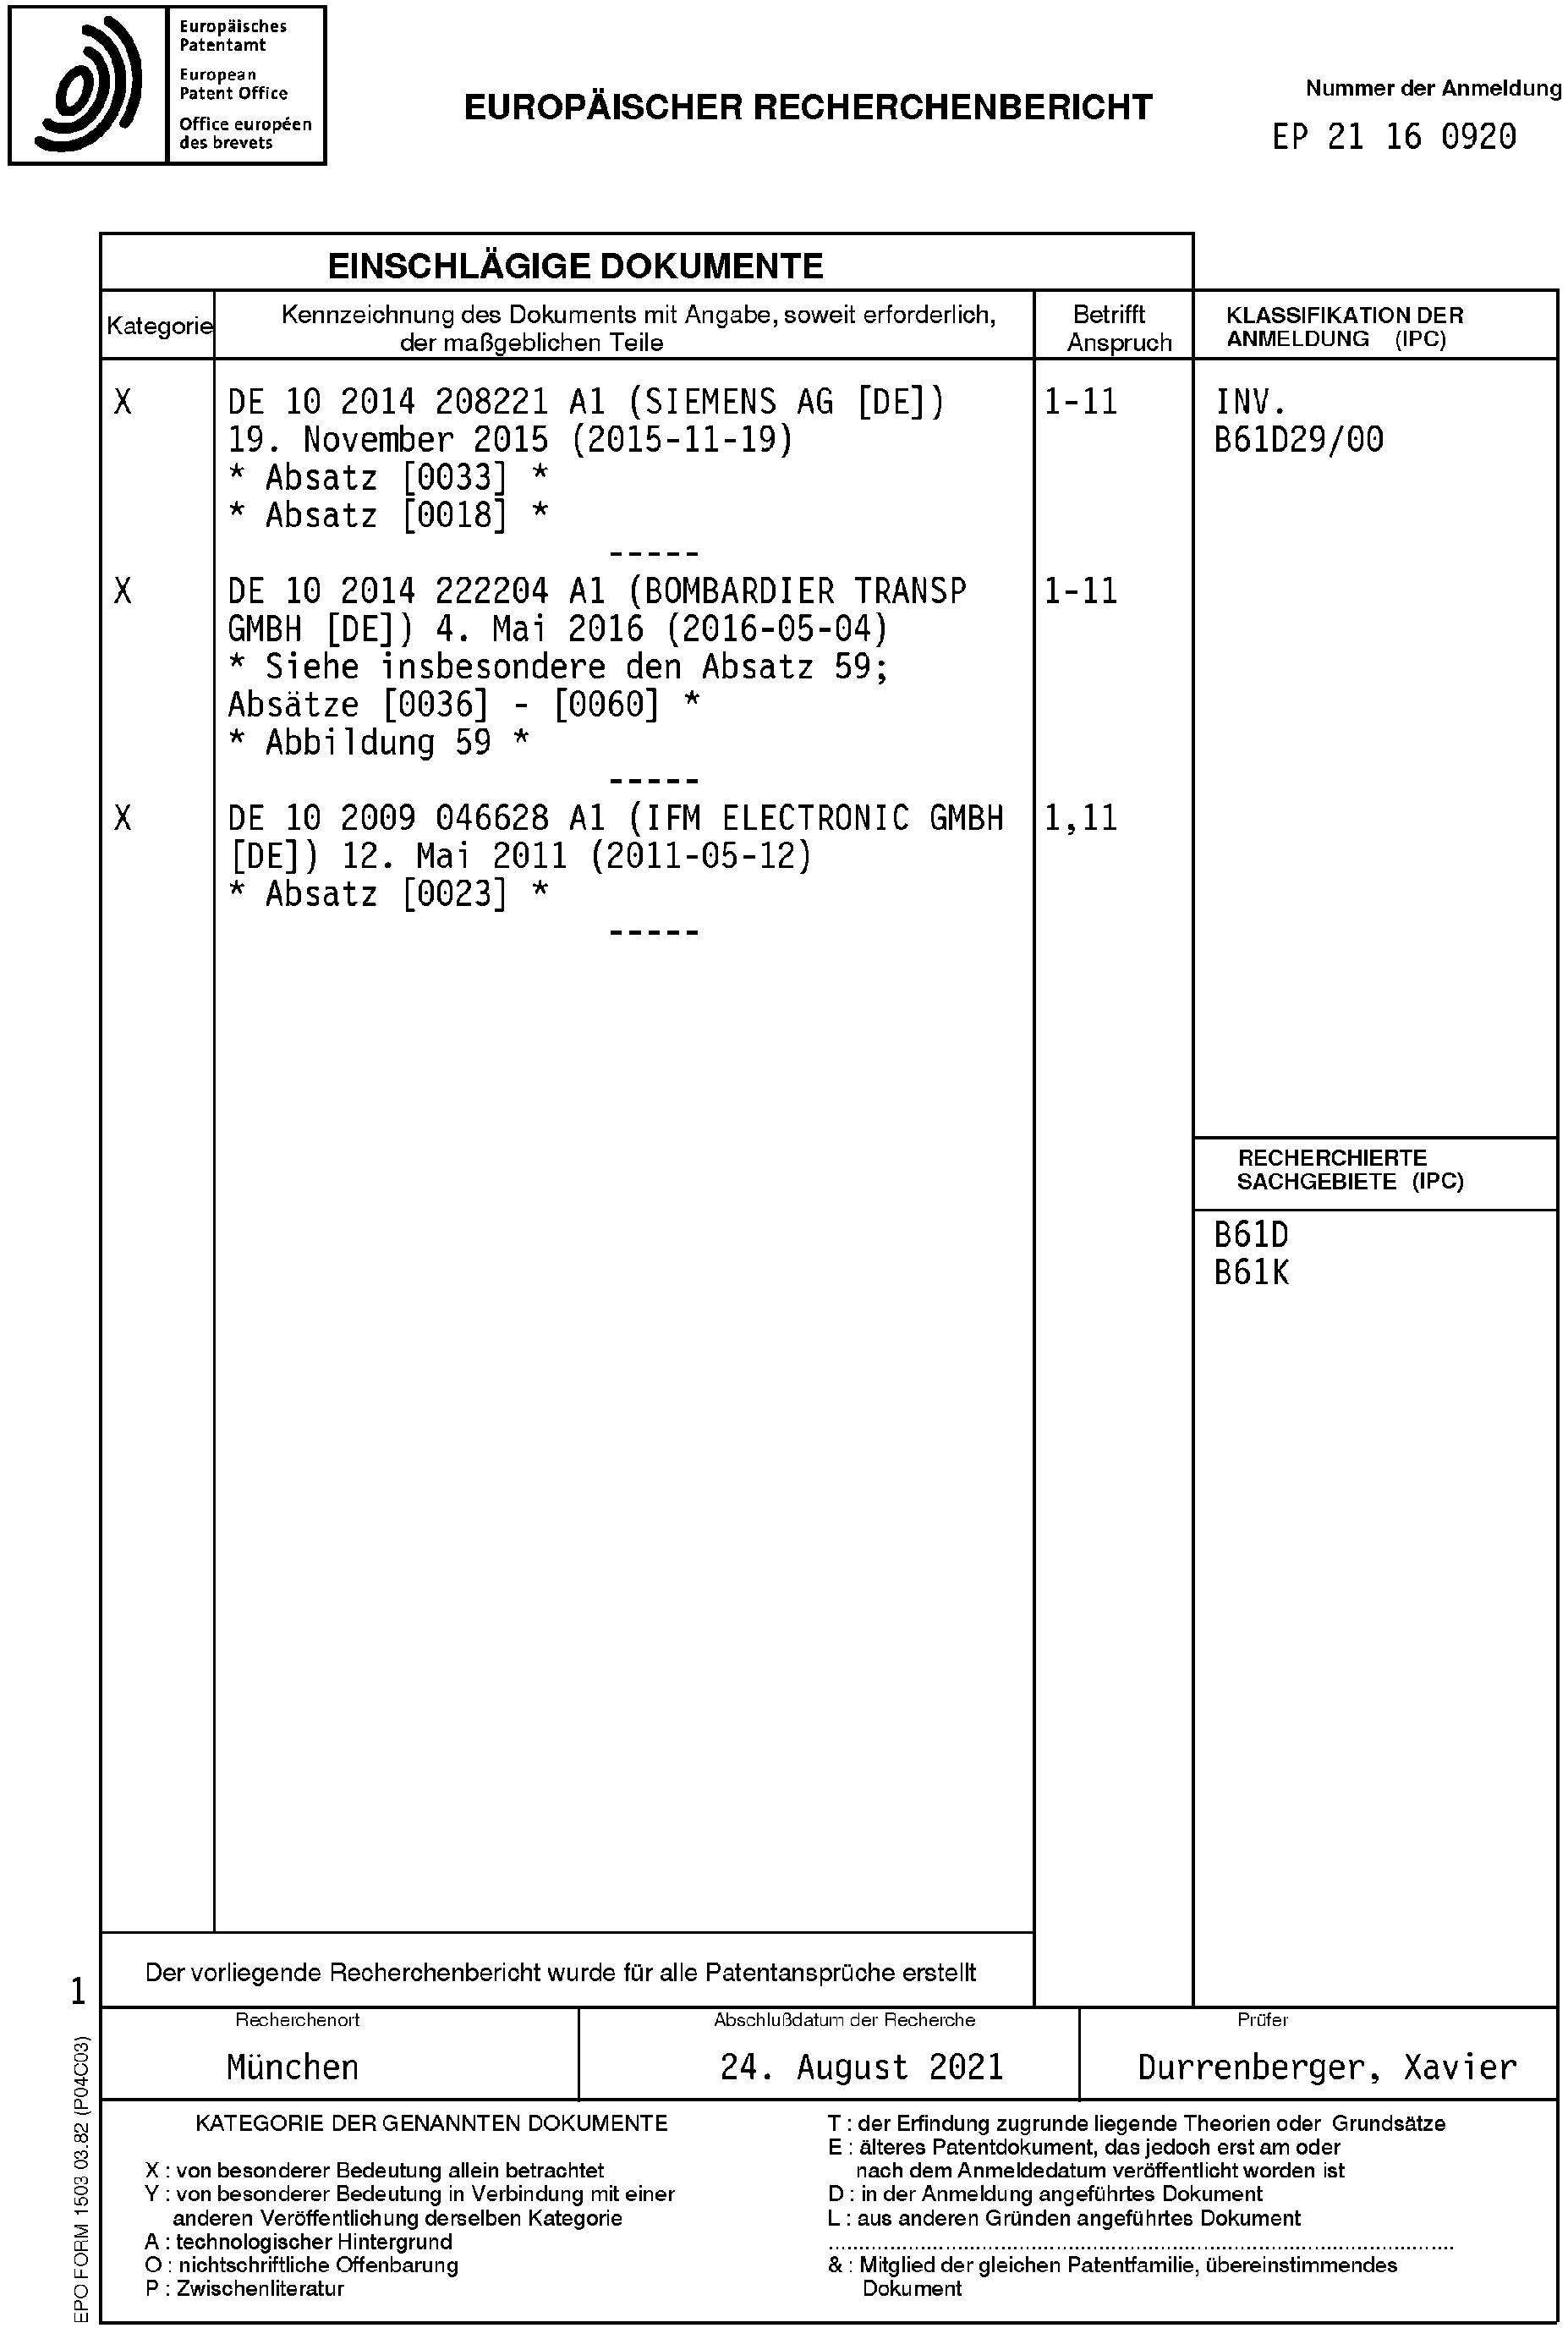 Europäisches
Patentamt
European
Patent Office
Office européen
des brevets
EUROPÄISCHER RECHERCHENBERICHT
Nummer der Anmeldung
EP 21 16 0920
EINSCHLÄGIGE DOKUMENTE
Kategorie
Kennzeichnung des Dokuments mit Angabe, soweit erforderlich,
der maßgeblichen Teile
Betrifft
Anspruch
KLASSIFIKATION DER
ANMELDUNG (IPC)
X
DE 10 2014 208221 A1 (SIEMENS AG [DE])
19. November 2015 (2015-11-19)
* Absatz [0033] *
* Absatz [0018] *
-----
1-11
INV.
B61D29/00
X
DE 10 2014 222204 A1 (BOMBARDIER TRANSP
GMBH [DE]) 4. Mai 2016 (2016-05-04)
* Siehe insbesondere den Absatz 59;
Absätze [0036] - [0060] *
* Abbildung 59 *
-----
1-11
X
DE 10 2009 046628 A1 (IFM ELECTRONIC GMBH
[DE]) 12. Mai 2011 (2011-05-12)
* Absatz [0023] *
-----
1,11
RECHERCHIERTE
SACHGEBIETE (IPC)
B61D
B61K
Der vorliegende Recherchenbericht wurde für alle Patentansprüche erstellt
1
Recherchenort
München
Abschlußdatum der Recherche
24. August 2021
Prüfer
Durrenberger, Xavier
KATEGORIE DER GENANNTEN DOKUMENTE
X : von besonderer Bedeutung allein betrachtet
Y : von besonderer Bedeutung in Verbindung mit einer
anderen Veröffentlichung derselben Kategorie
A : technologischer Hintergrund
O : nichtschriftliche Offenbarung
P : Zwischenliteratur
T : der Erfindung zugrunde liegende Theorien oder Grundsätze
E : älteres Patentdokument, das jedoch erst am oder
nach dem Anmeldedatum veröffentlicht worden ist
D : in der Anmeldung angeführtes Dokument
L : aus anderen Gründen angeführtes Dokument
& : Mitglied der gleichen Patentfamilie, übereinstimmendes
Dokument
EPO FORM 1503 03.82 (P04C03)